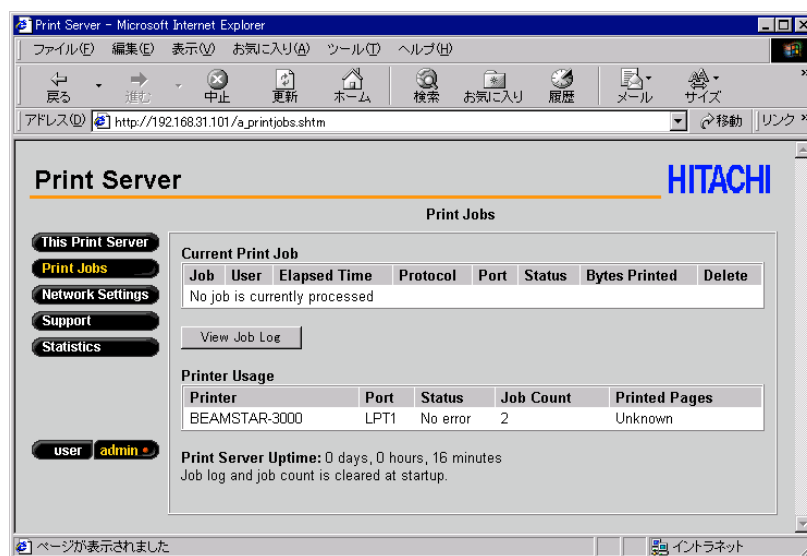 Print Server - Microsoft Internet Explorer
ファイル(F) 編集(E) 表示(V) お気に入り(A) ツール(T) ヘルプ(H)
戻る 進む 中止 更新 ホーム 検索 お気に入り 履歴 メール サイズ »
アドレス(D) http://192.168.31.101/a_printjobs.shtm 移動 リンク »
Print Server HITACHI
Print Jobs
This Print Server
Print Jobs
Network Settings
Support
Statistics
user admin
Current Print Job
Job User Elapsed Time Protocol Port Status Bytes Printed Delete
No job is currently processed
View Job Log
Printer Usage
Printer Port Status Job Count Printed Pages
BEAMSTAR-3000 LPT1 No error 2 Unknown
Print Server Uptime: 0 days, 0 hours, 16 minutes
Job log and job count is cleared at startup.
ページが表示されました イントラネット